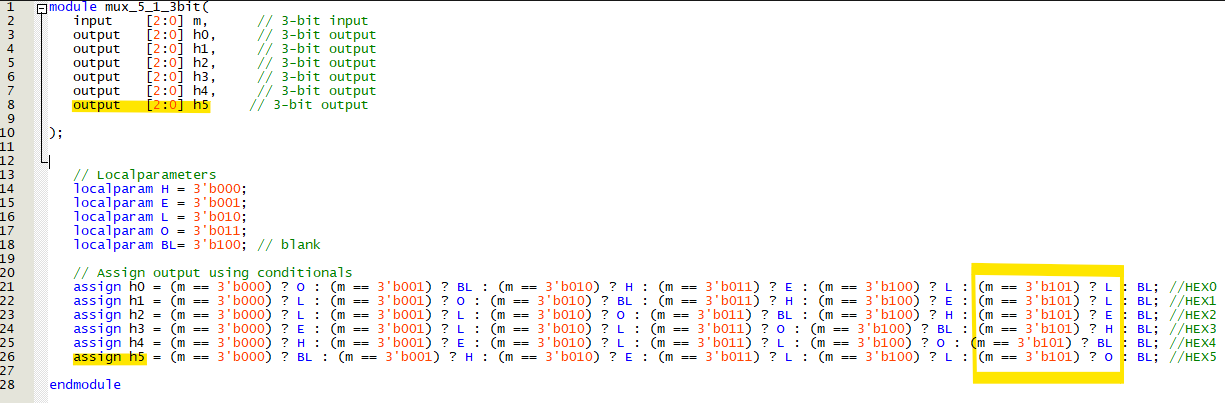 1 module mux_5_1_3bit(
2 input [2:0] m, // 3-bit input
3 output [2:0] h0, // 3-bit output
4 output [2:0] h1, // 3-bit output
5 output [2:0] h2, // 3-bit output
6 output [2:0] h3, // 3-bit output
7 output [2:0] h4, // 3-bit output
8 output [2:0] h5 // 3-bit output
9
10 );
11
12
13 // Localparameters
14 localparam H = 3'b000;
15 localparam E = 3'b001;
16 localparam L = 3'b010;
17 localparam O = 3'b011;
18 localparam BL= 3'b100; // blank
19
20 // Assign output using conditionals
21 assign h0 = (m == 3'b000) ? O : (m == 3'b001) ? BL : (m == 3'b010) ? H : (m == 3'b011) ? E : (m == 3'b100) ? L : (m == 3'b101) ? L : BL; //HEX0
22 assign h1 = (m == 3'b000) ? L : (m == 3'b001) ? O : (m == 3'b010) ? BL : (m == 3'b011) ? H : (m == 3'b100) ? E : (m == 3'b101) ? L : BL; //HEX1
23 assign h2 = (m == 3'b000) ? L : (m == 3'b001) ? L : (m == 3'b010) ? O : (m == 3'b011) ? BL : (m == 3'b100) ? H : (m == 3'b101) ? E : BL; //HEX2
24 assign h3 = (m == 3'b000) ? E : (m == 3'b001) ? L : (m == 3'b010) ? L : (m == 3'b011) ? O : (m == 3'b100) ? BL : (m == 3'b101) ? H : BL; //HEX3
25 assign h4 = (m == 3'b000) ? H : (m == 3'b001) ? E : (m == 3'b010) ? L : (m == 3'b011) ? L : (m == 3'b100) ? O : (m == 3'b101) ? BL : BL; //HEX4
26 assign h5 = (m == 3'b000) ? BL : (m == 3'b001) ? H : (m == 3'b010) ? E : (m == 3'b011) ? L : (m == 3'b100) ? L : (m == 3'b101) ? O : BL; //HEX5
27
28 endmodule